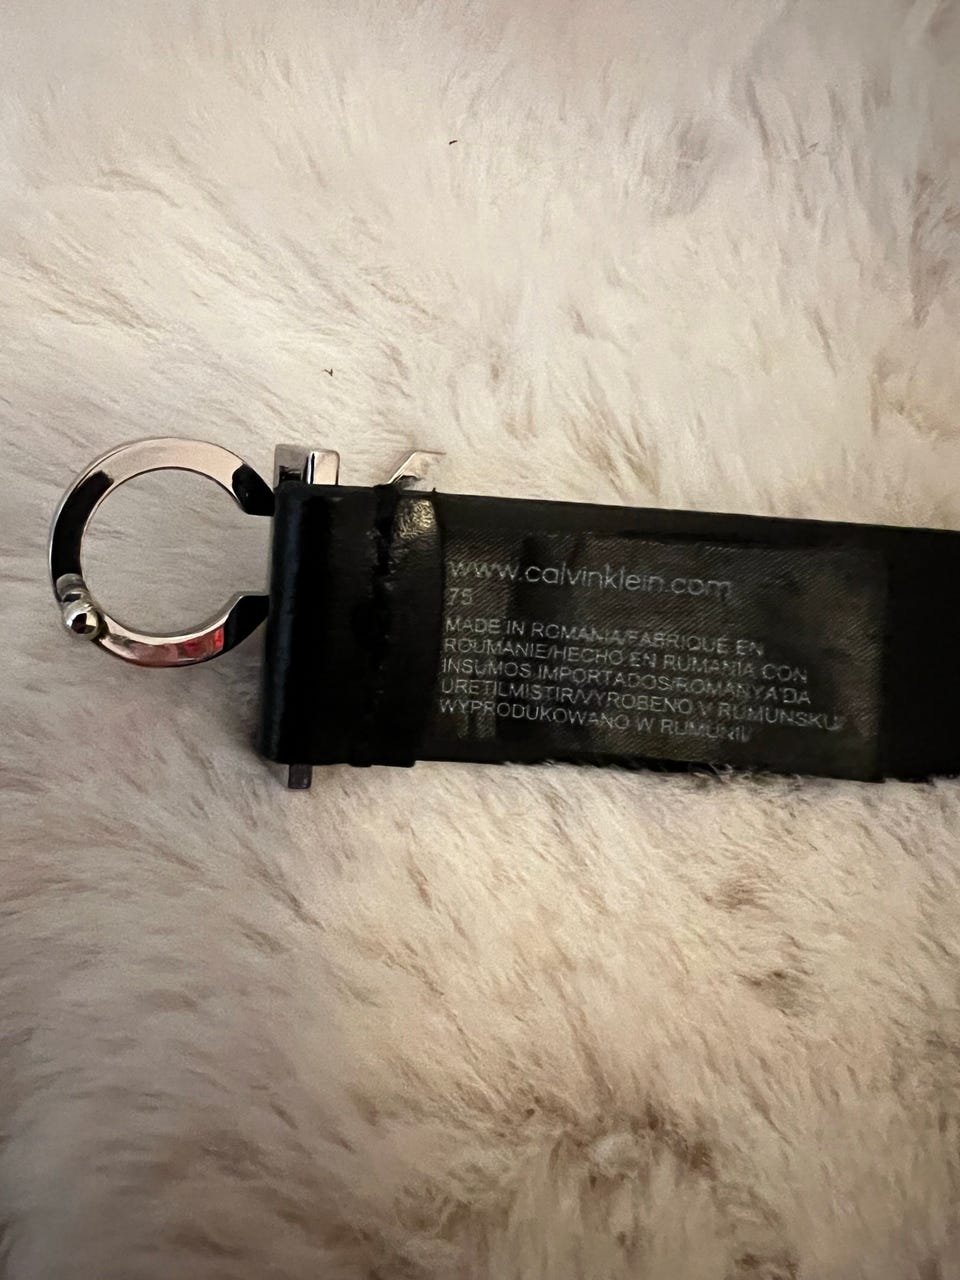 www.calvinklein.com
75
MADE IN ROMANIA/FABRIQUÉ EN
ROUMANIE/HECHO EN RUMANIA CON
INSUMOS IMPORTADOS/ROMANYA'DA
ÜRETILMISTIR/VYROBENO V RUMUNSKU/
WYPRODUKOWANO W RUMUNII/